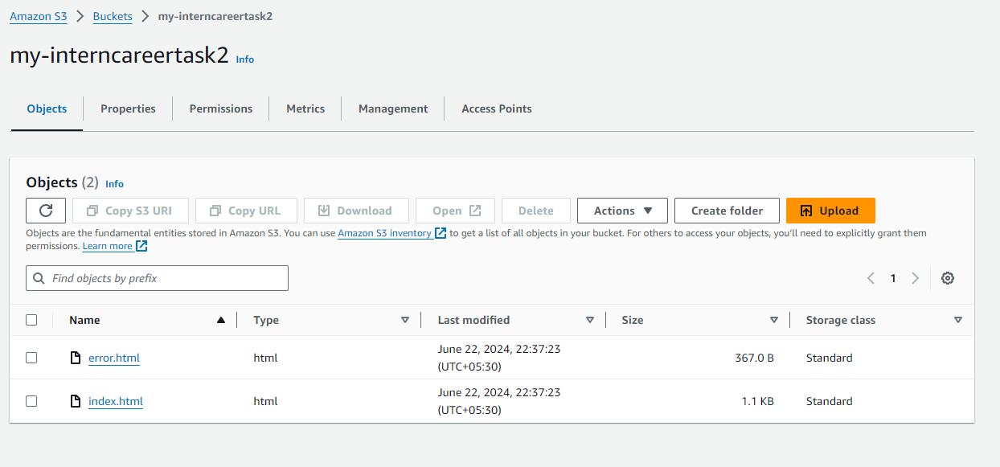 Amazon S3 > Buckets > my-interncareertask2
my-interncareertask2 Info
Objects Properties Permissions Metrics Management Access Points
Objects (2) Info
Copy S3 URI Copy URL Download Open Delete Actions Create folder Upload
Objects are the fundamental entities stored in Amazon S3. You can use Amazon S3 inventory to get a list of all objects in your bucket. For others to access your objects, you'll need to explicitly grant them
permissions. Learn more
Find objects by prefix 1
Name Type Last modified Size Storage class
error.html html June 22, 2024, 22:37:23 (UTC+05:30) 367.0 B Standard
index.html html June 22, 2024, 22:37:23 (UTC+05:30) 1.1 KB Standard